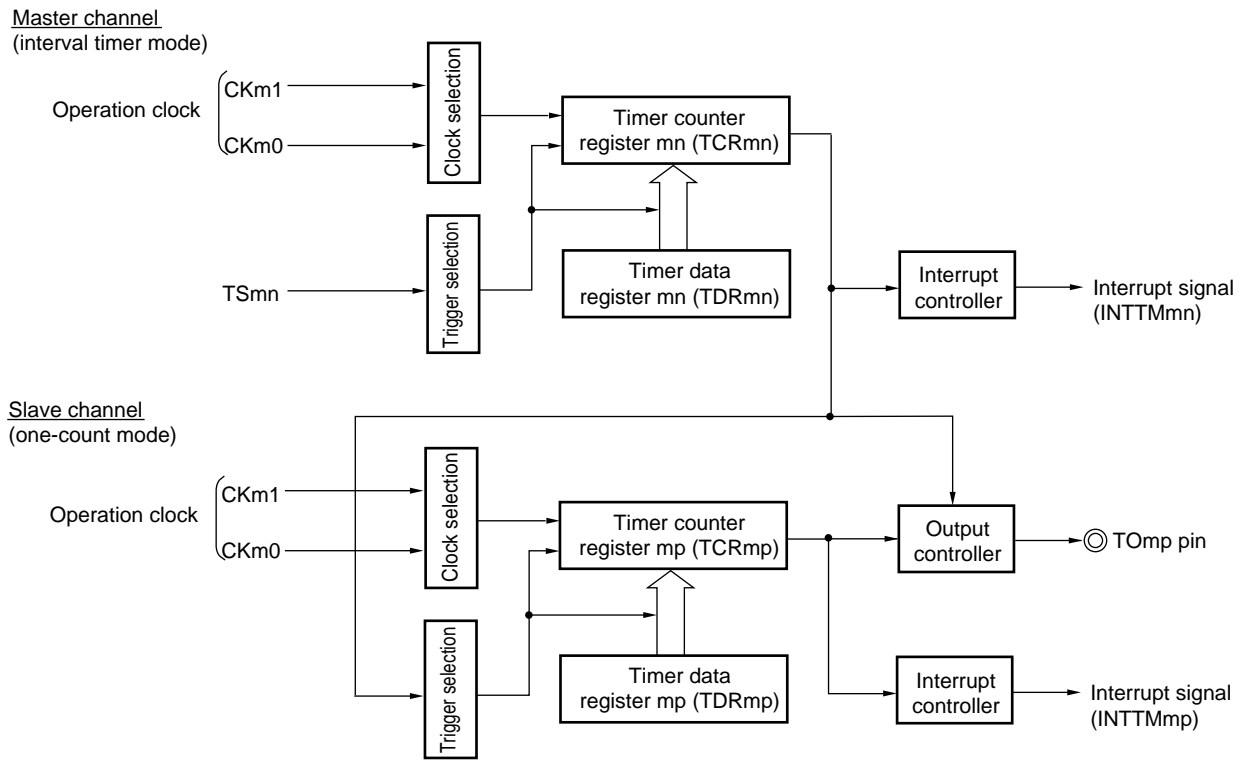 Master channel
(interval timer mode)
Operation clock
CKm1
CKm0
Clock selection
Timer counter
register mn (TCRmn)
TSmn
Trigger selection
Timer data
register mn (TDRmn)
Interrupt
controller
Interrupt signal
(INTTMmn)
Slave channel
(one-count mode)
Operation clock
CKm1
CKm0
Clock selection
Timer counter
register mp (TCRmp)
Output
controller
TOmp pin
Trigger selection
Timer data
register mp (TDRmp)
Interrupt
controller
Interrupt signal
(INTTMmp)